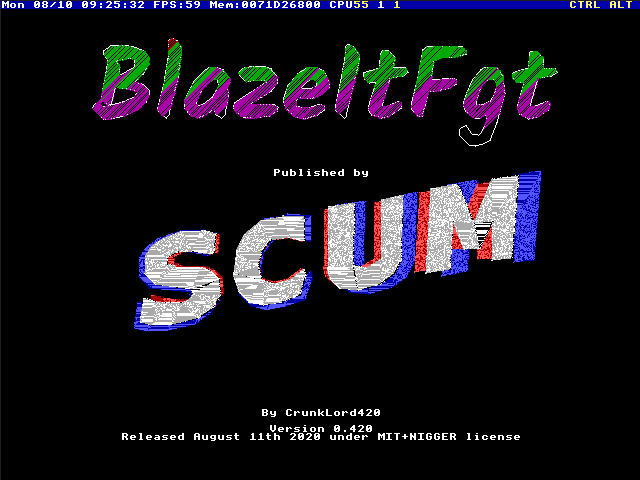 Mon 08/10 09:25:32 FPS:59 Mem:0071D26800 CPU55 1 1 CTRL ALT
BlazeItFgt
Published by
SCUM
By CrunkLord420
Version 0.420
Released August 11th 2020 under MIT+NIGGER license